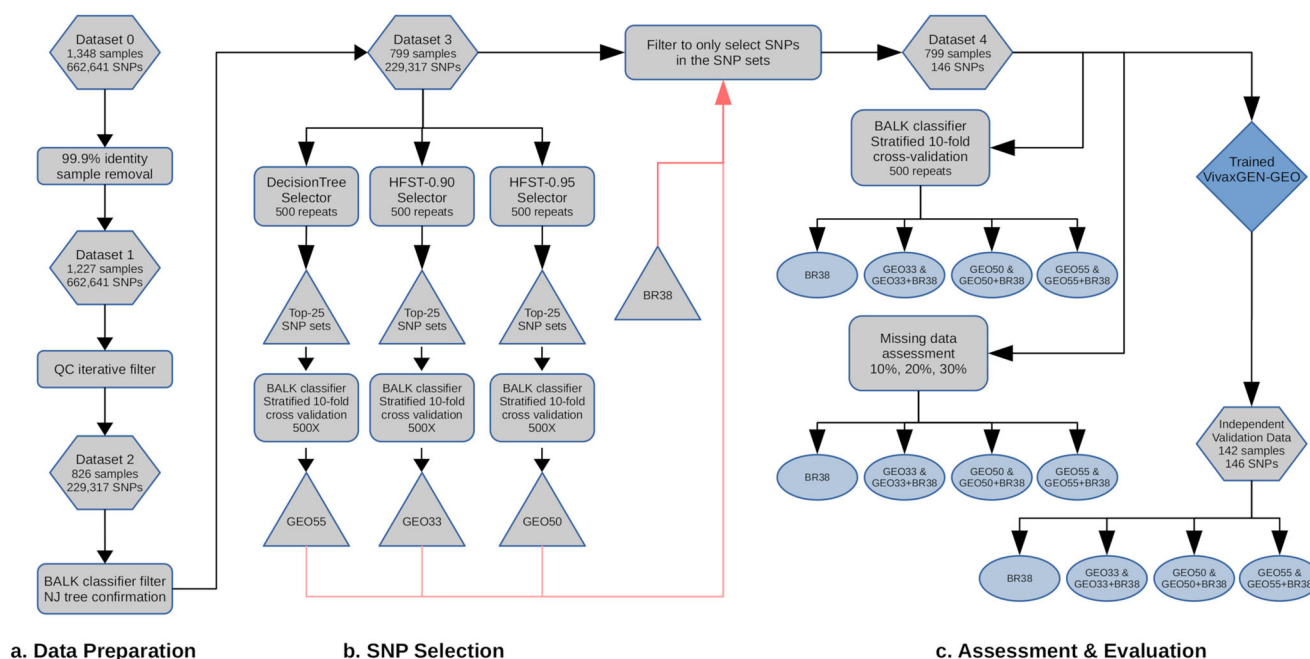 Dataset 0
1,348 samples
662,641 SNPs
99.9% identity
sample removal
Dataset 1
1,227 samples
662,641 SNPs
QC iterative filter
Dataset 2
826 samples
229,317 SNPs
BALK classifier filter
NJ tree confirmation
a. Data Preparation
Dataset 3
799 samples
229,317 SNPs
DecisionTree
Selector
500 repeats
HFST-0.90
Selector
500 repeats
HFST-0.95
Selector
500 repeats
Top-25
SNP sets
Top-25
SNP sets
Top-25
SNP sets
BALK classifier
Stratified 10-fold
cross validation
500X
BALK classifier
Stratified 10-fold
cross validation
500X
BALK classifier
Stratified 10-fold
cross validation
500X
GEO55
GEO33
GEO50
BR38
Filter to only select SNPs
in the SNP sets
b. SNP Selection
Dataset 4
799 samples
146 SNPs
BALK classifier
Stratified 10-fold
cross-validation
500 repeats
BR38
GEO33 &
GEO33+BR38
GEO50 &
GEO50+BR38
GEO55 &
GEO55+BR38
Missing data
assessment
10%, 20%, 30%
BR38
GEO33 &
GEO33+BR38
GEO50 &
GEO50+BR38
GEO55 &
GEO55+BR38
Trained
VivaxGEN-GEO
Independent
Validation Data
142 samples
146 SNPs
BR38
GEO33 &
GEO33+BR38
GEO50 &
GEO50+BR38
GEO55 &
GEO55+BR38
c. Assessment & Evaluation